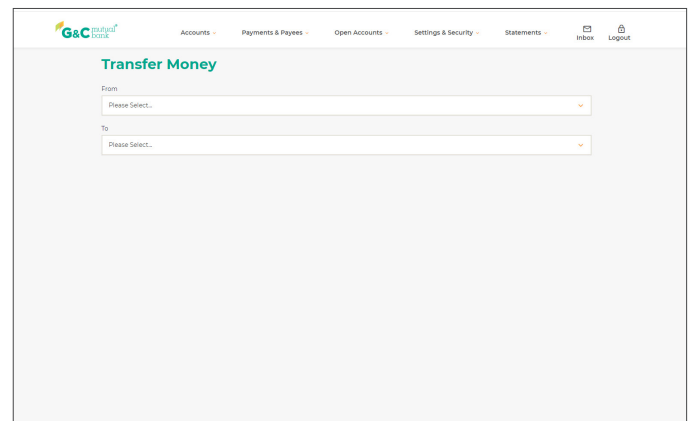 G&C mutual bank
Accounts Payments & Payees Open Accounts Settings & Security Statements Inbox Logout
Transfer Money
From
Please Select...
To
Please Select...